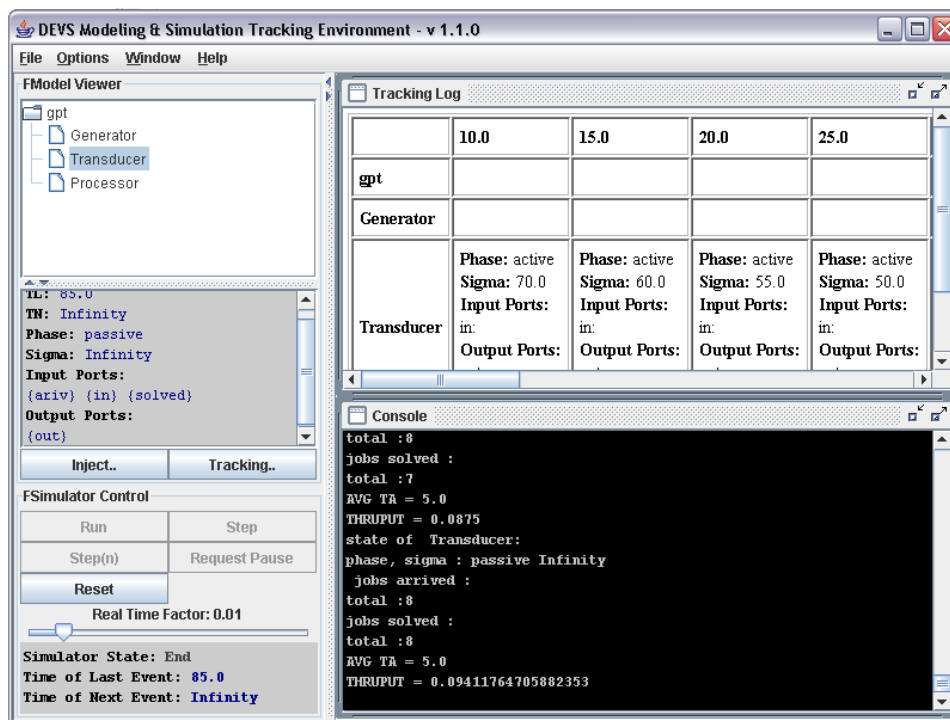 DEVS Modeling & Simulation Tracking Environment - v 1.1.0
File Options Window Help
FModel Viewer
gpt
Generator
Transducer
Processor
TL: 85.0
TN: Infinity
Phase: passive
Sigma: Infinity
Input Ports:
{ariv} {in} {solved}
Output Ports:
{out}
Inject.. Tracking..
FSimulator Control
Run Step
Step(n) Request Pause
Reset
Real Time Factor: 0.01
Simulator State: End
Time of Last Event: 85.0
Time of Next Event: Infinity
Tracking Log
10.0 15.0 20.0 25.0
gpt
Generator
Transducer
Phase: active Phase: active Phase: active Phase: active
Sigma: 70.0 Sigma: 60.0 Sigma: 55.0 Sigma: 50.0
Input Ports: Input Ports: Input Ports: Input Ports:
in: in: in: in:
Output Ports: Output Ports: Output Ports: Output Ports:
Console
total :8
jobs solved :
total :7
AVG TA = 5.0
THRUPUT = 0.0875
state of Transducer:
phase, sigma : passive Infinity
jobs arrived :
total :8
jobs solved :
total :8
AVG TA = 5.0
THRUPUT = 0.09411764705882353